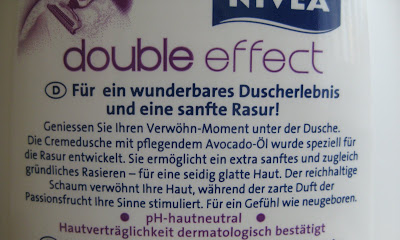 NIVEA
double effect
D Für ein wunderbares Duscherlebnis
und eine sanfte Rasur!
Geniessen Sie Ihren Verwöhn-Moment unter der Dusche.
Die Cremedusche mit pflegendem Avocado-Öl wurde speziell für
die Rasur entwickelt. Sie ermöglicht ein extra sanftes und zugleich
gründliches Rasieren – für eine seidig glatte Haut. Der reichhaltige
Schaum verwöhnt Ihre Haut, während der zarte Duft der
Passionsfrucht Ihre Sinne stimuliert. Für ein Gefühl wie neugeboren.
• pH-hautneutral •
Hautverträglichkeit dermatologisch bestätigt